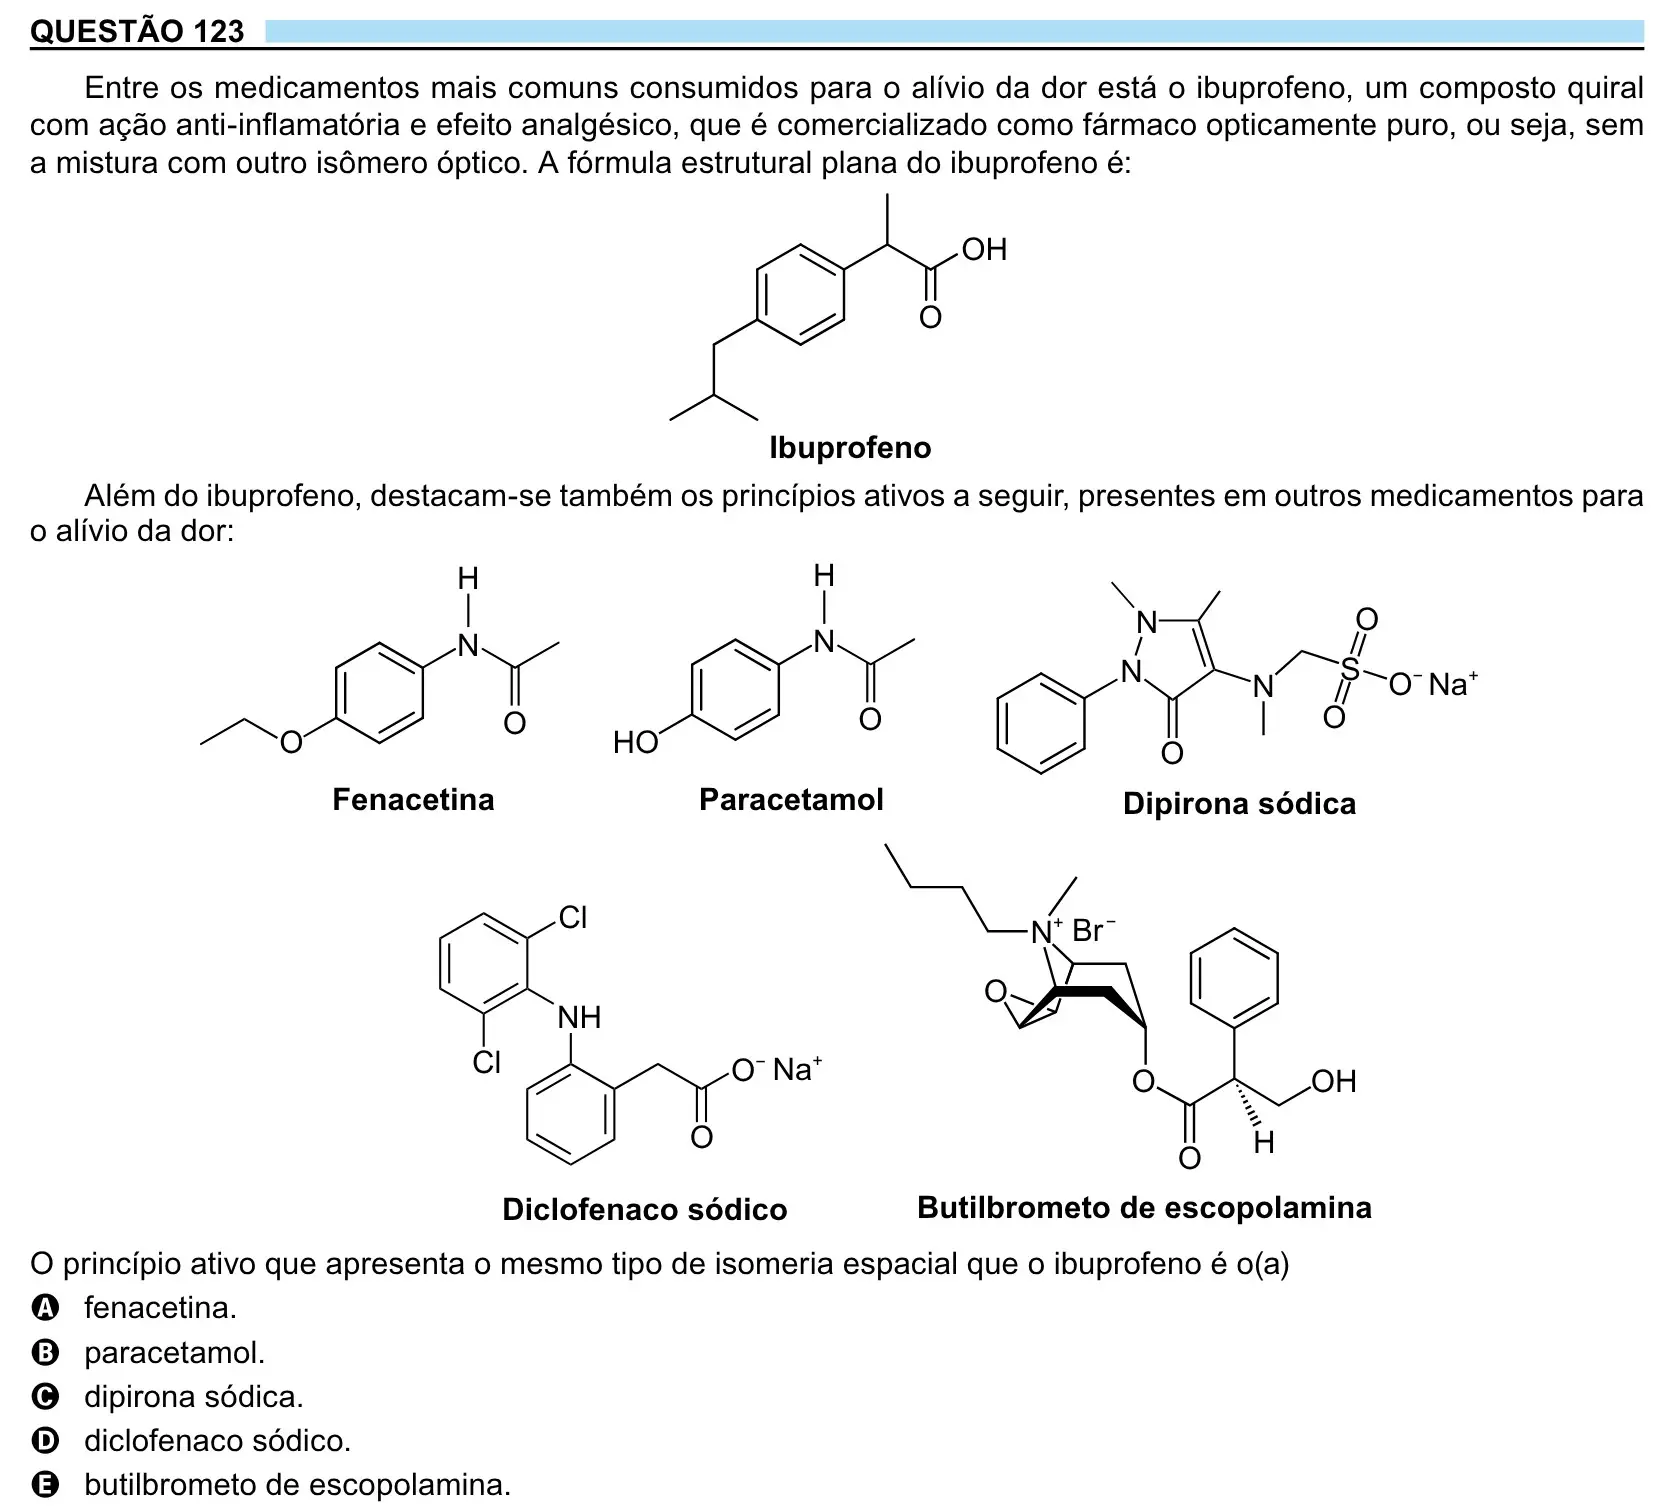 QUESTÃO 123
Entre os medicamentos mais comuns consumidos para o alívio da dor está o ibuprofeno, um composto quiral
com ação anti-inflamatória e efeito analgésico, que é comercializado como fármaco opticamente puro, ou seja, sem
a mistura com outro isômero óptico. A fórmula estrutural plana do ibuprofeno é:
OH
O
Ibuprofeno
Além do ibuprofeno, destacam-se também os princípios ativos a seguir, presentes em outros medicamentos para
o alívio da dor:
H
N
O
O
Fenacetina
H
N
HO
O
Paracetamol
N
N
O
N
O
S
O
O⁻ Na⁺
Dipirona sódica
Cl
Cl
NH
O⁻ Na⁺
O
Diclofenaco sódico
N⁺ Br⁻
O
O
O
OH
H
Butilbrometo de escopolamina
O princípio ativo que apresenta o mesmo tipo de isomeria espacial que o ibuprofeno é o(a)
A fenacetina.
B paracetamol.
C dipirona sódica.
D diclofenaco sódico.
E butilbrometo de escopolamina.